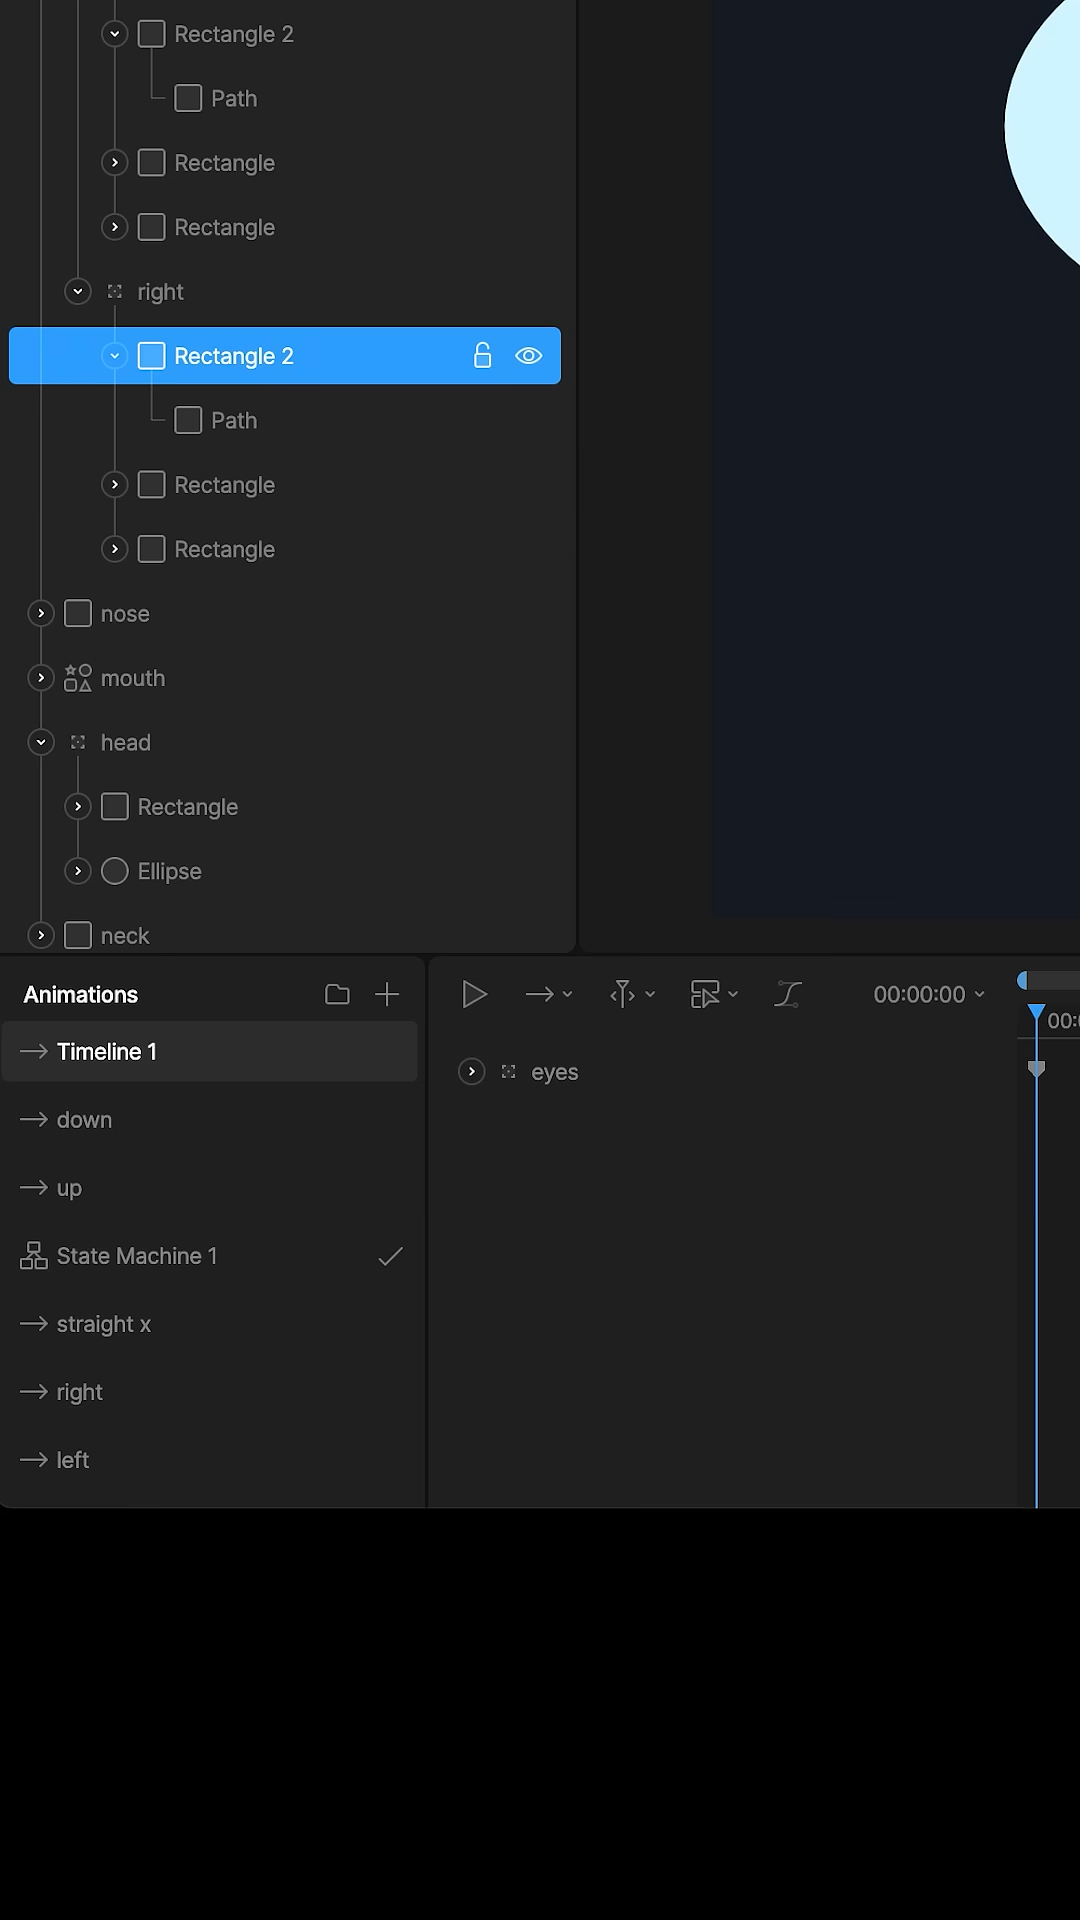 Rectangle 2
Path
Rectangle
Rectangle
right
Rectangle 2
Path
Rectangle
Rectangle
nose
mouth
head
Rectangle
Ellipse
neck
Animations
00:00:00
Timeline 1
eyes
down
up
State Machine 1
straight x
right
left